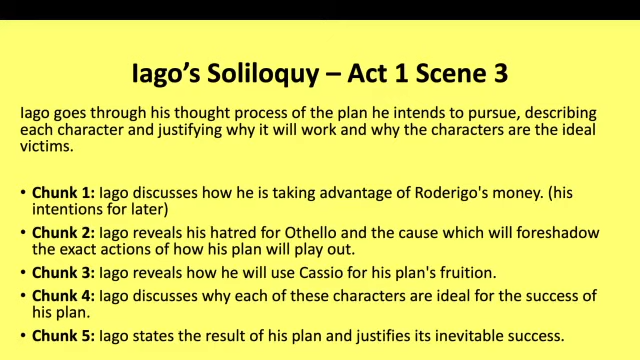 Iago’s Soliloquy – Act 1 Scene 3
Iago goes through his thought process of the plan he intends to pursue, describing
each character and justifying why it will work and why the characters are the ideal
victims.
• Chunk 1: Iago discusses how he is taking advantage of Roderigo's money. (his
intentions for later)
• Chunk 2: Iago reveals his hatred for Othello and the cause which will foreshadow
the exact actions of how his plan will play out.
• Chunk 3: Iago reveals how he will use Cassio for his plan's fruition.
• Chunk 4: Iago discusses why each of these characters are ideal for the success of
his plan.
• Chunk 5: Iago states the result of his plan and justifies its inevitable success.